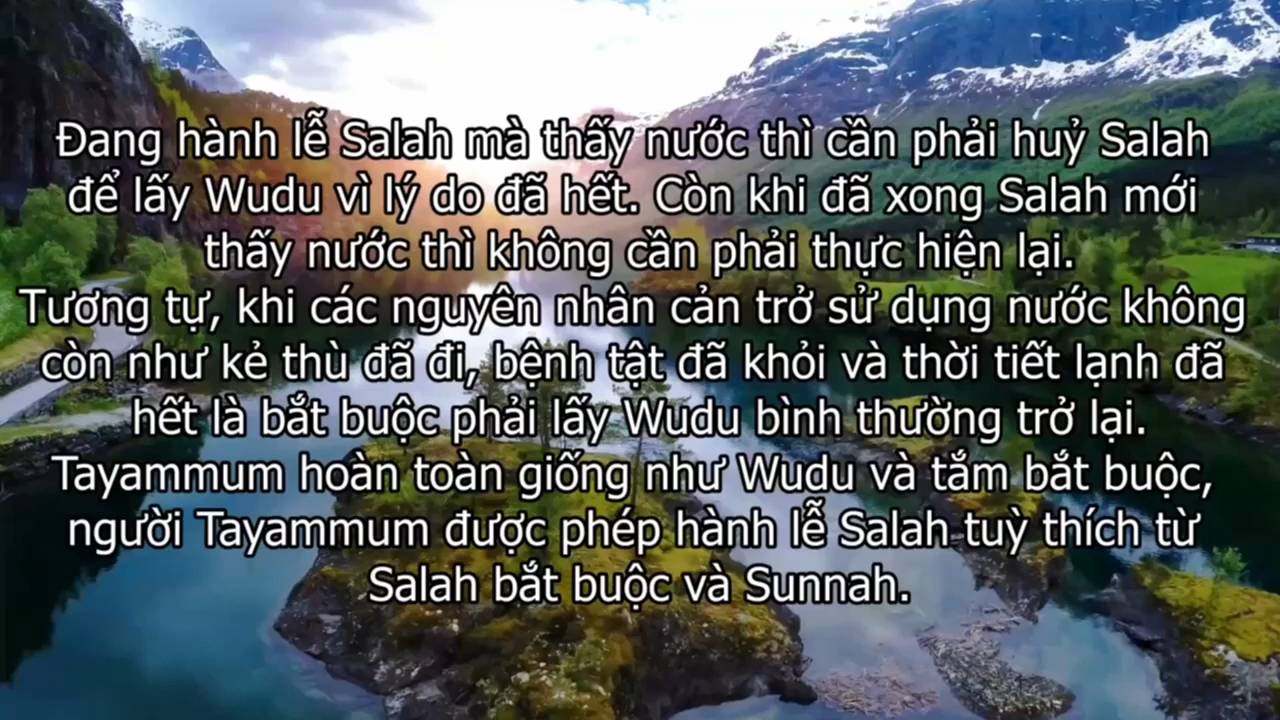 Đang hành lễ Salah mà thấy nước thì cần phải huỷ Salah
để lấy Wudu vì lý do đã hết. Còn khi đã xong Salah mới
thấy nước thì không cần phải thực hiện lại.
Tương tự, khi các nguyên nhân cản trở sử dụng nước không
còn như kẻ thù đã đi, bệnh tật đã khỏi và thời tiết lạnh đã
hết là bắt buộc phải lấy Wudu bình thường trở lại.
Tayammum hoàn toàn giống như Wudu và tắm bắt buộc,
người Tayammum được phép hành lễ Salah tuỳ thích từ
Salah bắt buộc và Sunnah.